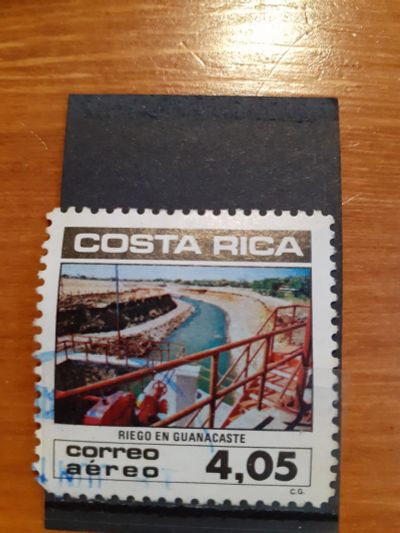 COSTA RICA
RIEGO EN GUANACASTE
correo
aéreo
4,05
C.G.